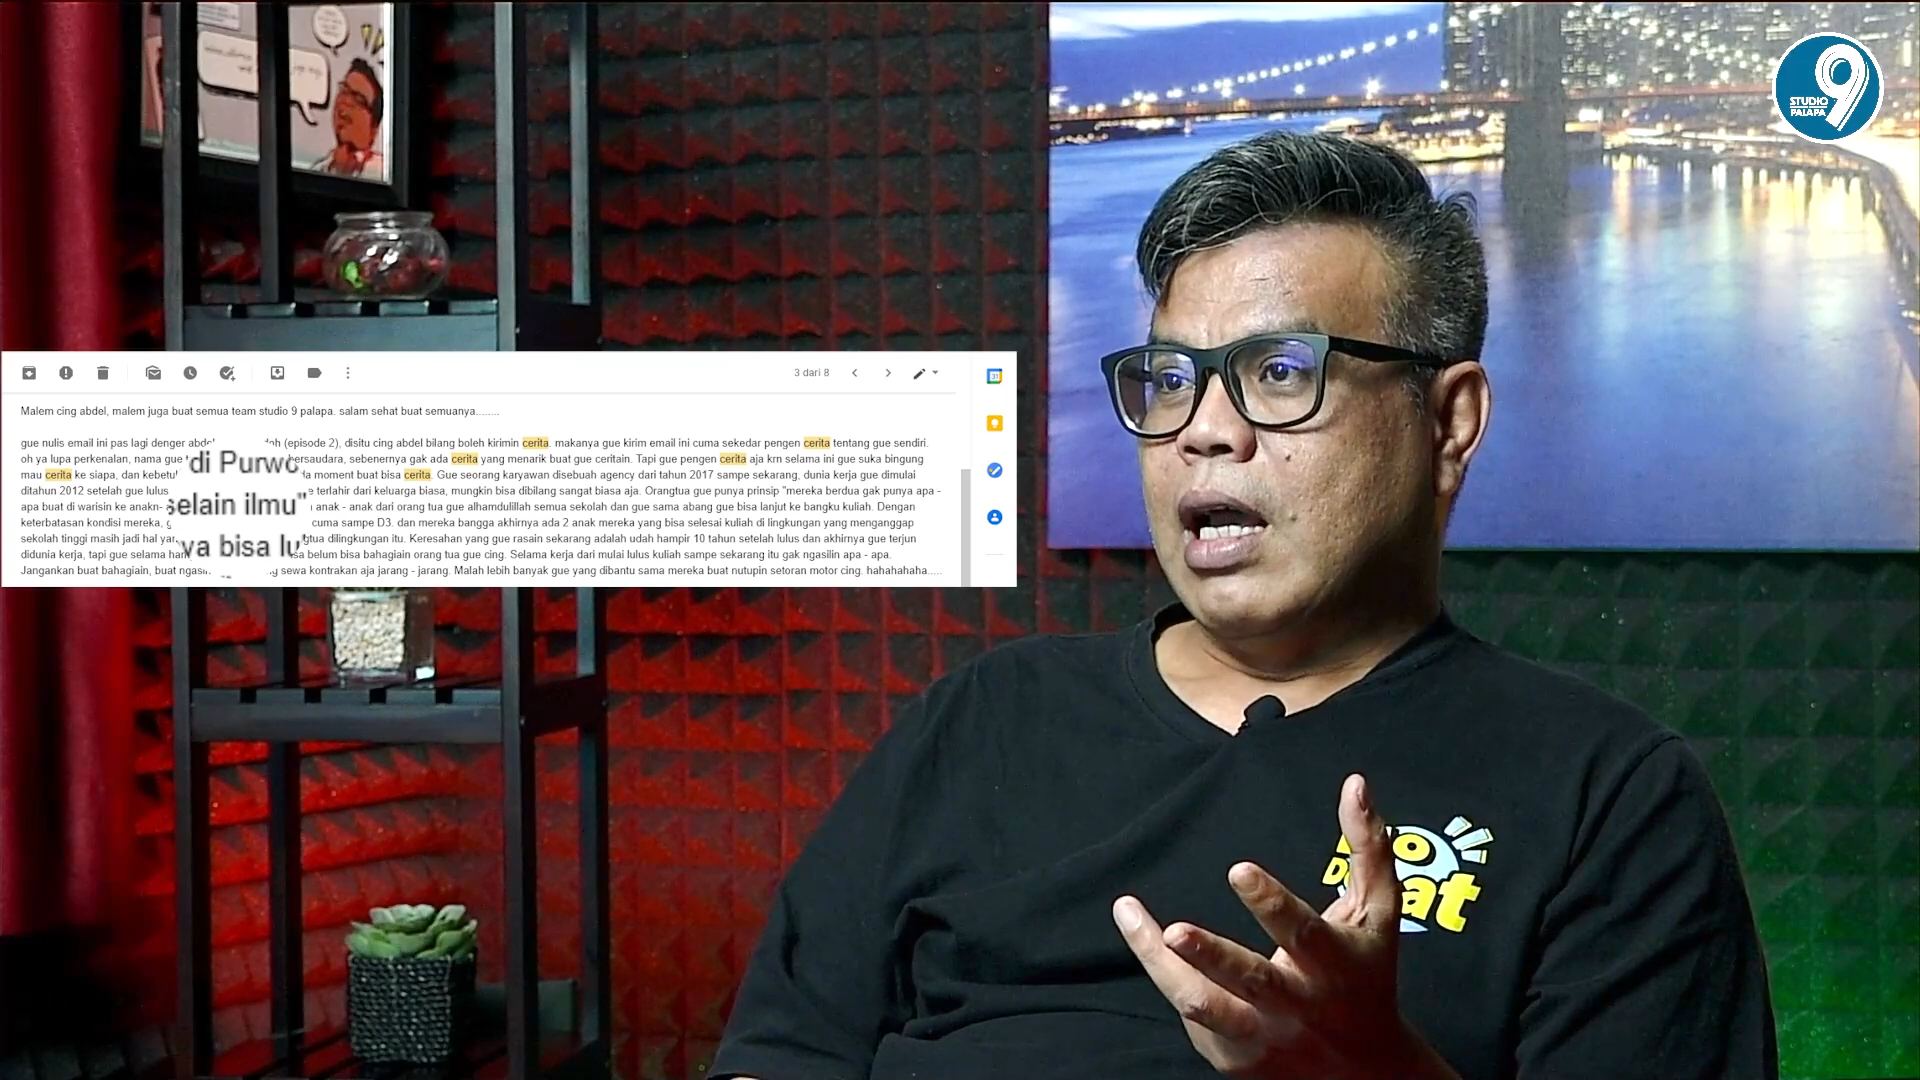 STUDIO
PALAPA
9
3 dari 8
31
Malem cing abdel, malem juga buat semua team studio 9 palapa. salam sehat buat semuanya........
gue nulis email ini pas lagi denger (episode 2), disitu cing abdel bilang boleh kirimin cerita. makanya gue kirim email ini cuma sekedar pengen cerita tentang gue sendiri.
oh ya lupa perkenalan, nama gue bersaudara, sebenernya gak ada cerita yang menarik buat gue ceritain. Tapi gue pengen cerita aja krn selama ini gue suka bingung
mau cerita ke siapa, dan moment buat bisa cerita. Gue seorang karyawan disebuah agency dari tahun 2017 sampe sekarang, dunia kerja gue dimulai
ditahun 2012 setelah gue lulus terlahir dari keluarga biasa, mungkin bisa dibilang sangat biasa aja. Orangtua gue punya prinsip "mereka berdua gak punya apa -
apa buat di warisin ke anakn- anak - anak dari orang tua gue alhamdulillah semua sekolah dan gue sama abang gue bisa lanjut ke bangku kuliah. Dengan
keterbatasan kondisi mereka, cuma sampe D3. dan mereka bangga akhirnya ada 2 anak mereka yang bisa selesai kuliah di lingkungan yang menganggap
sekolah tinggi masih jadi hal dilingkungan itu. Keresahan yang gue rasain sekarang adalah udah hampir 10 tahun setelah lulus dan akhirnya gue terjun
didunia kerja, tapi gue selama belum bisa bahagiain orang tua gue cing. Selama kerja dari mulai lulus kuliah sampe sekarang itu gak ngasilin apa - apa.
Jangankan buat bahagiain, buat sewa kontrakan aja jarang - jarang. Malah lebih banyak gue yang dibantu sama mereka buat nutupin setoran motor cing. hahahahaha.....
di Purwo
selain ilmu"
ya bisa lu